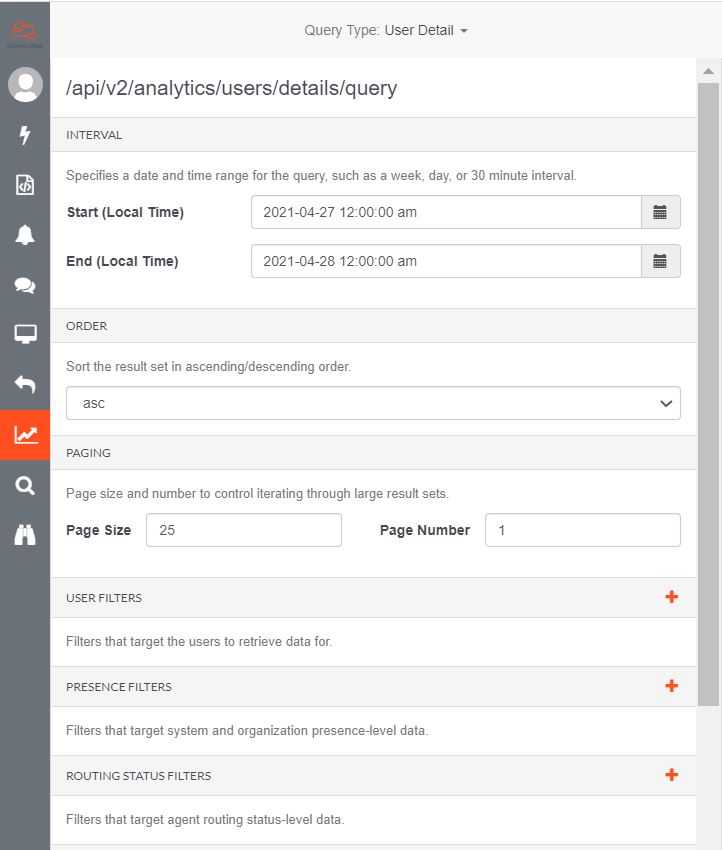 Query Type: User Detail
/api/v2/analytics/users/details/query
INTERVAL
Specifies a date and time range for the query, such as a week, day, or 30 minute interval.
Start (Local Time) 2021-04-27 12:00:00 am
End (Local Time) 2021-04-28 12:00:00 am
ORDER
Sort the result set in ascending/descending order.
asc
PAGING
Page size and number to control iterating through large result sets.
Page Size 25 Page Number 1
USER FILTERS
Filters that target the users to retrieve data for.
PRESENCE FILTERS
Filters that target system and organization presence-level data.
ROUTING STATUS FILTERS
Filters that target agent routing status-level data.